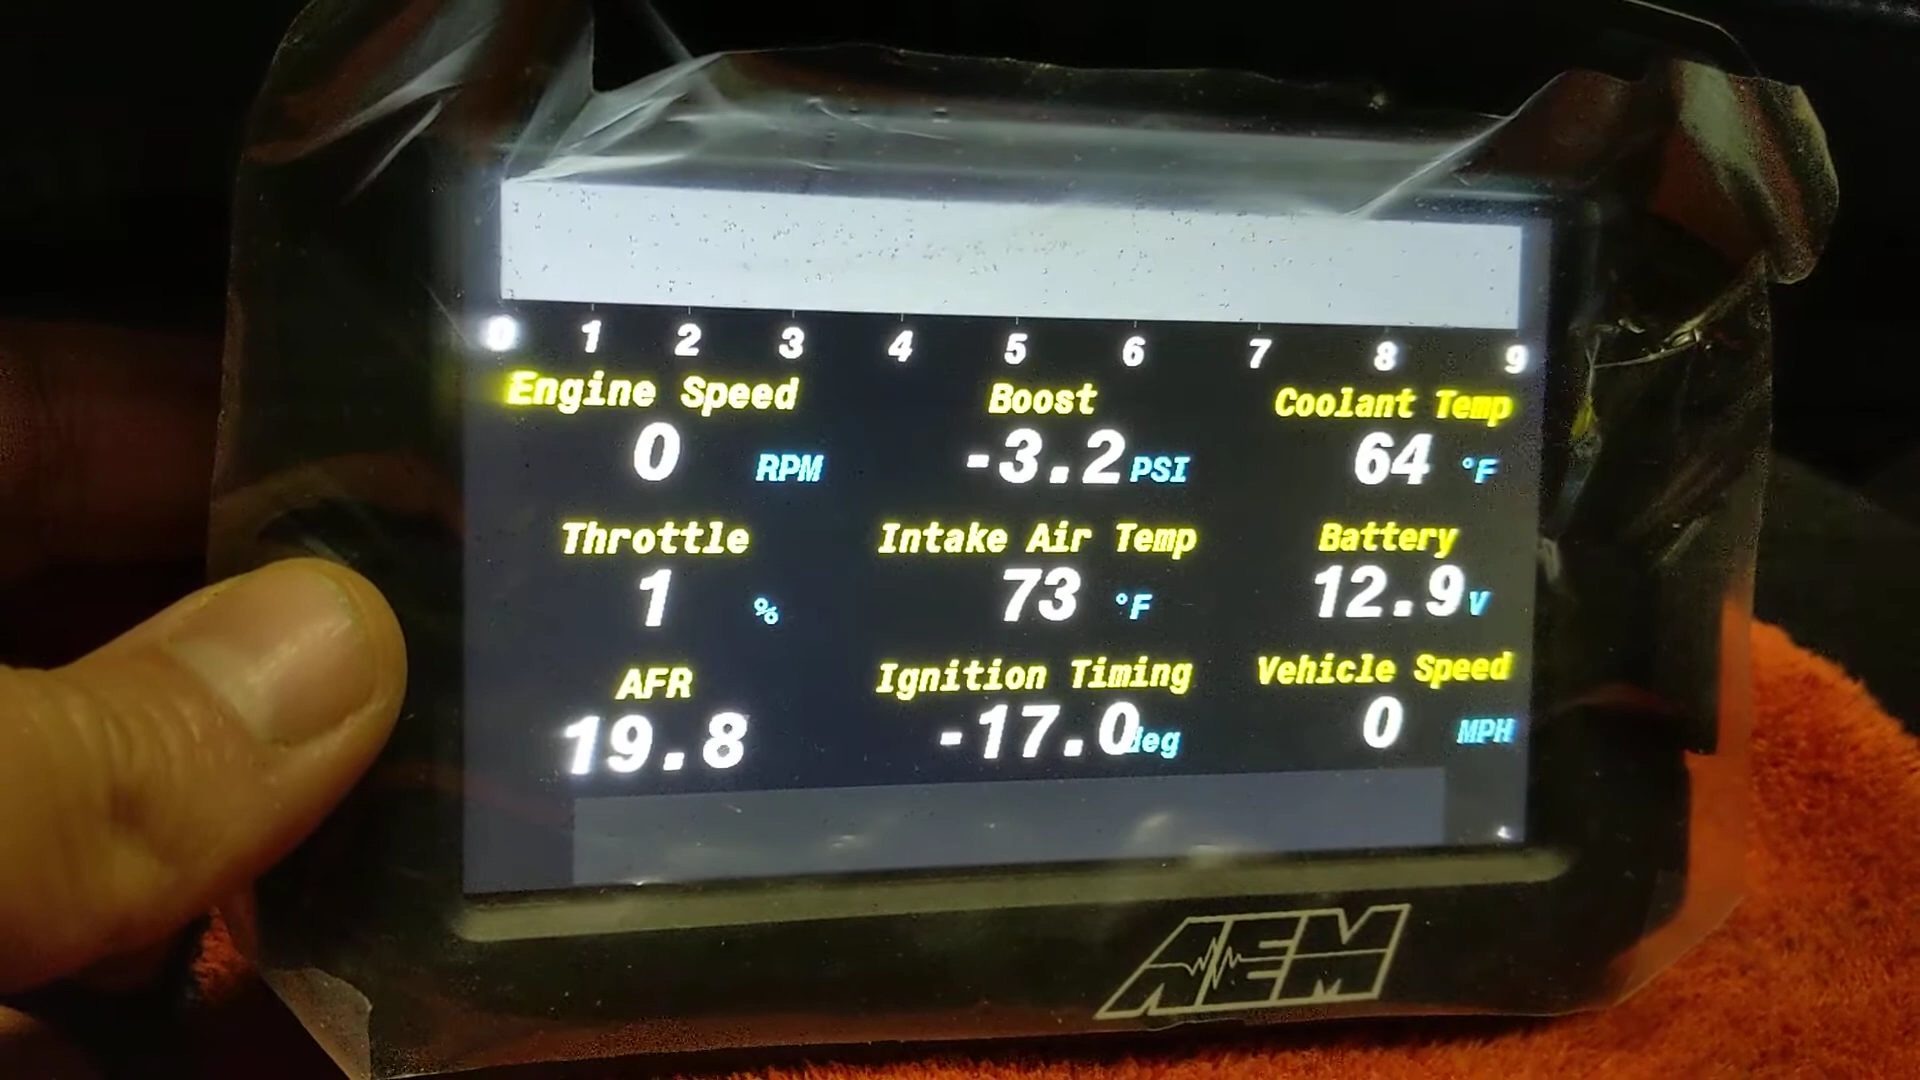 0 1 2 3 4 5 6 7 8 9
Engine Speed Boost Coolant Temp
0 RPM -3.2 PSI 64 °F
Throttle Intake Air Temp Battery
1 % 73 °F 12.9 V
AFR Ignition Timing Vehicle Speed
19.8 -17.0 deg 0 MPH
AEM